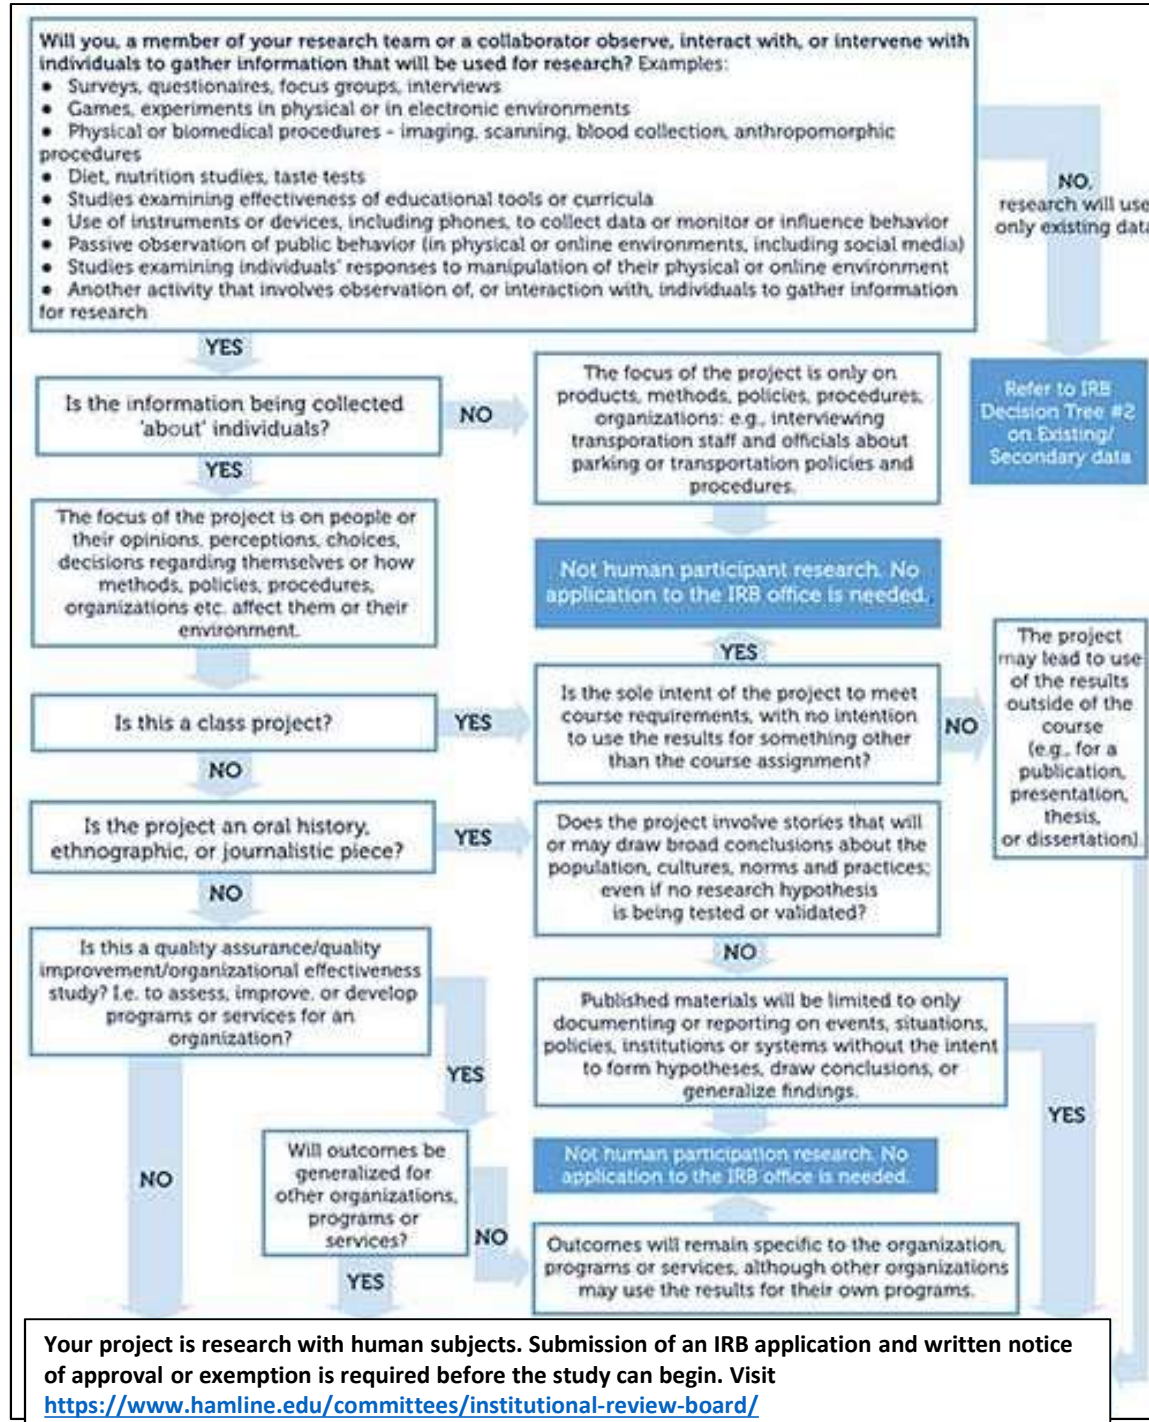 Will you, a member of your research team or a collaborator observe, interact with, or intervene with
individuals to gather information that will be used for research? Examples:
● Surveys, questionaires, focus groups, interviews
● Games, experiments in physical or in electronic environments
● Physical or biomedical procedures - imaging, scanning, blood collection, anthropomorphic
procedures
● Diet, nutrition studies, taste tests
● Studies examining effectiveness of educational tools or curricula
● Use of instruments or devices, including phones, to collect data or monitor or influence behavior
● Passive observation of public behavior (in physical or online environments, including social media)
● Studies examining individuals' responses to manipulation of their physical or online environment
● Another activity that involves observation of, or interaction with, individuals to gather information
for research
NO,
research will use
only existing data
Refer to IRB
Decision Tree #2
on Existing/
Secondary data
YES
Is the information being collected
'about' individuals?
NO
The focus of the project is only on
products, methods, policies, procedures,
organizations: e.g., interviewing
transporation staff and officials about
parking or transportation policies and
procedures.
YES
The focus of the project is on people or
their opinions, perceptions, choices,
decisions regarding themselves or how
methods, policies, procedures,
organizations etc. affect them or their
environment.
Not human participant research. No
application to the IRB office is needed.
YES
Is this a class project?
YES
Is the sole intent of the project to meet
course requirements, with no intention
to use the results for something other
than the course assignment?
NO
The project
may lead to use
of the results
outside of the
course
(e.g., for a
publication,
presentation,
thesis,
or dissertation).
NO
Is the project an oral history,
ethnographic, or journalistic piece?
YES
Does the project involve stories that will
or may draw broad conclusions about the
population, cultures, norms and practices;
even if no research hypothesis
is being tested or validated?
NO
NO
Is this a quality assurance/quality
improvement/organizational effectiveness
study? I.e. to assess, improve, or develop
programs or services for an
organization?
Published materials will be limited to only
documenting or reporting on events, situations,
policies, institutions or systems without the intent
to form hypotheses, draw conclusions, or
generalize findings.
YES
YES
NO
Will outcomes be
generalized for
other organizations,
programs or
services?
Not human participation research. No
application to the IRB office is needed.
NO
Outcomes will remain specific to the organization,
programs or services, although other organizations
may use the results for their own programs.
YES
Your project is research with human subjects. Submission of an IRB application and written notice
of approval or exemption is required before the study can begin. Visit
https://www.hamline.edu/committees/institutional-review-board/